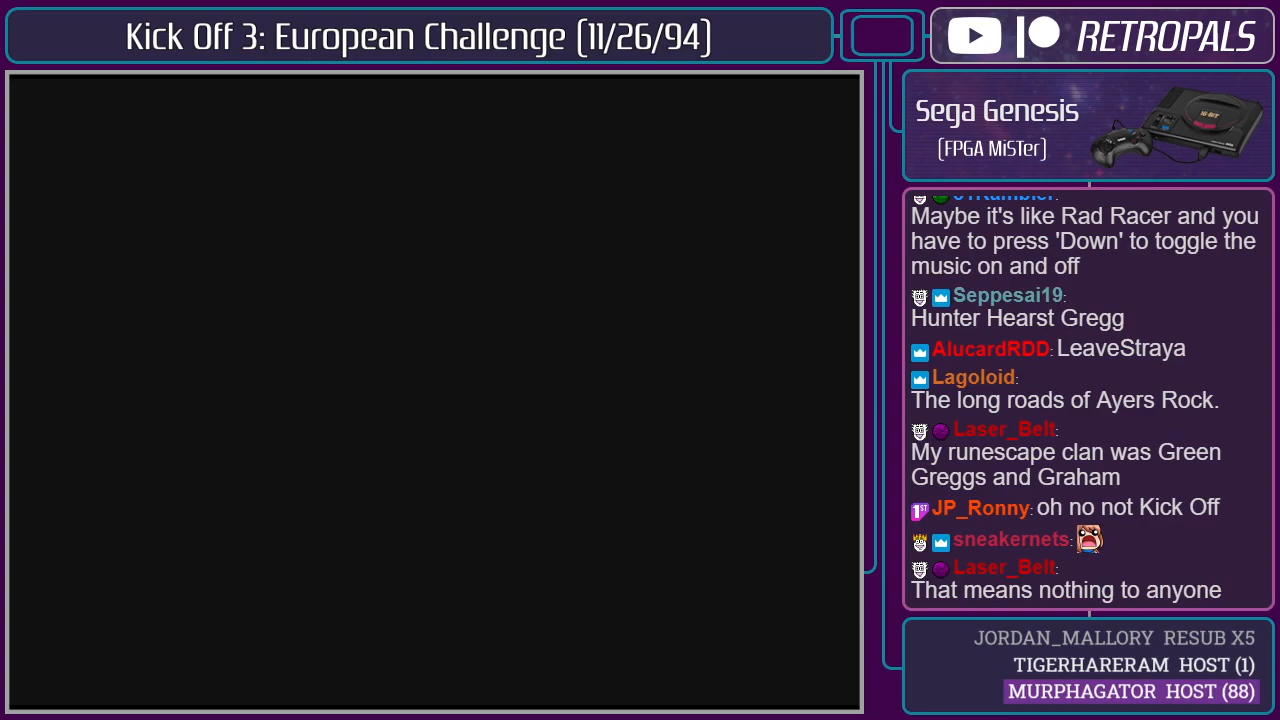 Kick Off 3: European Challenge (11/26/94)
RETROPALS
Sega Genesis
(FPGA MiSTer)
16-BIT
Maybe it's like Rad Racer and you
have to press 'Down' to toggle the
music on and off
Seppesai19:
Hunter Hearst Gregg
AlucardRDD: LeaveStraya
Lagoloid:
The long roads of Ayers Rock.
Laser_Belt:
My runescape clan was Green
Greggs and Graham
1ST JP_Ronny: oh no not Kick Off
sneakernets:
Laser_Belt:
That means nothing to anyone
JORDAN_MALLORY RESUB X5
TIGERHARERAM HOST (1)
MURPHAGATOR HOST (88)